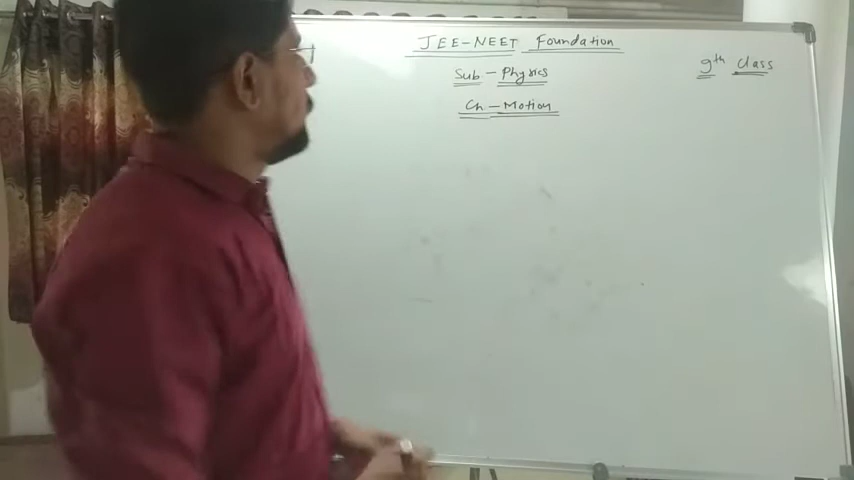 JEE-NEET Foundation
9th Class
Sub - Physics
Ch - Motion